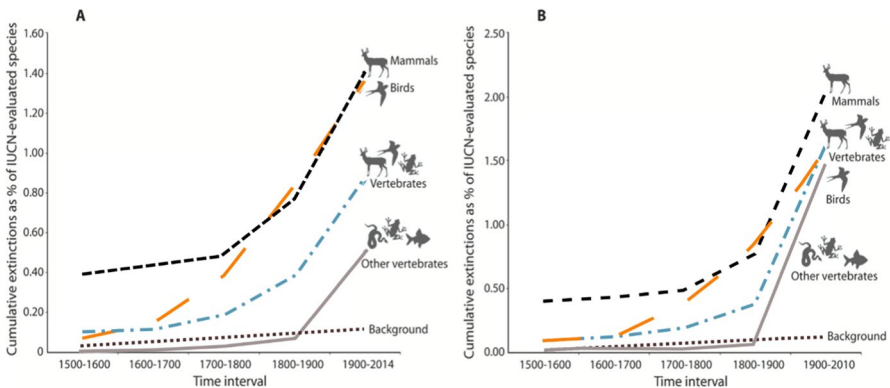 A
Cumulative extinctions as % of IUCN-evaluated species
1.60
1.40
1.20
1.00
0.80
0.60
0.40
0.20
0
Mammals
Birds
Vertebrates
Other vertebrates
Background
1500-1600
1600-1700
1700-1800
1800-1900
1900-2014
Time interval
B
Cumulative extinctions as % of IUCN-evaluated species
2.50
2.00
1.50
1.00
0.50
0.00
Mammals
Vertebrates
Birds
Other vertebrates
Background
1500-1600
1600-1700
1700-1800
1800-1900
1900-2010
Time interval